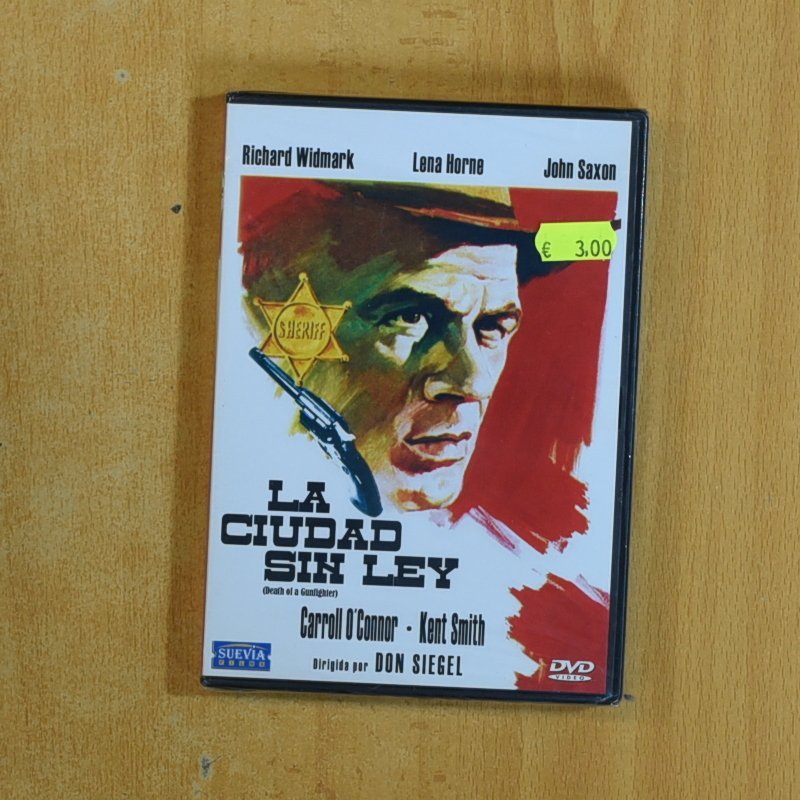 Richard Widmark Lena Horne John Saxon
€ 3,00
SHERIFF
LA
CIUDAD
SIN LEY
(Death of a Gunfighter)
Carroll O'Connor · Kent Smith
Dirigida por DON SIEGEL
SUEVIA
FILMS
DVD
VIDEO